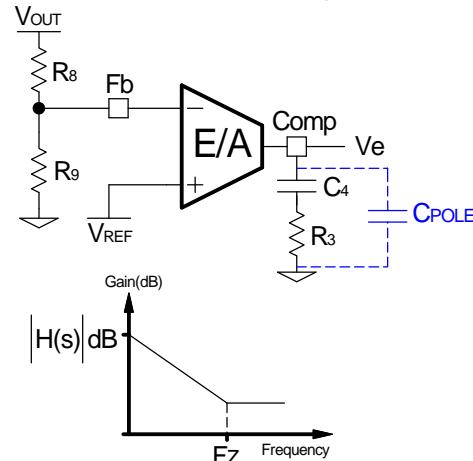 VOUT
R8
Fb
Comp
E/A
Ve
R9
C4
CPOLE
VREF
R3
Gain(dB)
|H(s)| dB
FZ
Frequency